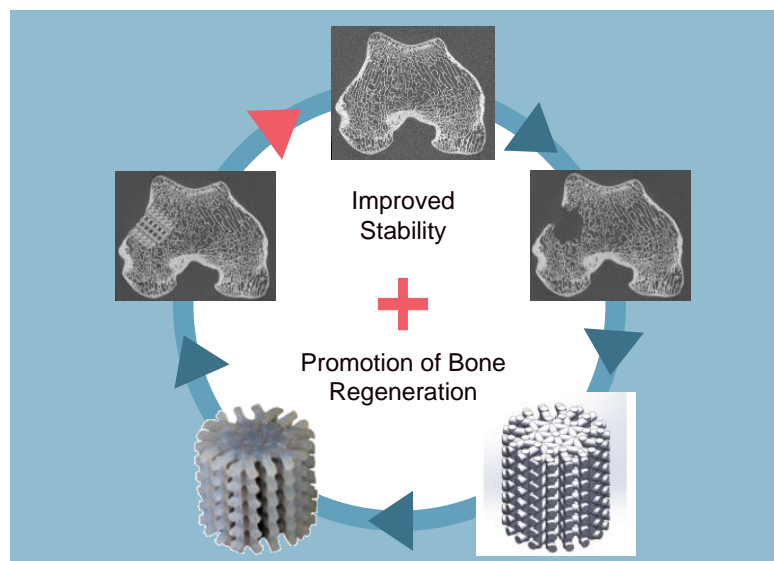 Improved
Stability
Promotion of Bone
Regeneration